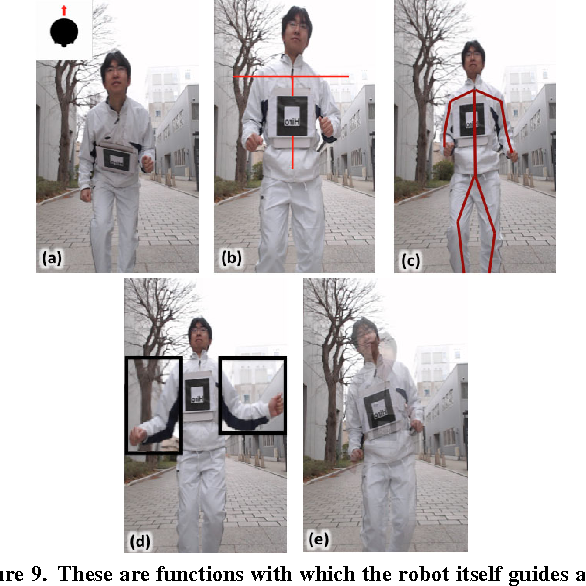 (a)
(b)
(c)
(d)
(e)
ure 9. These are functions with which the robot itself guides a